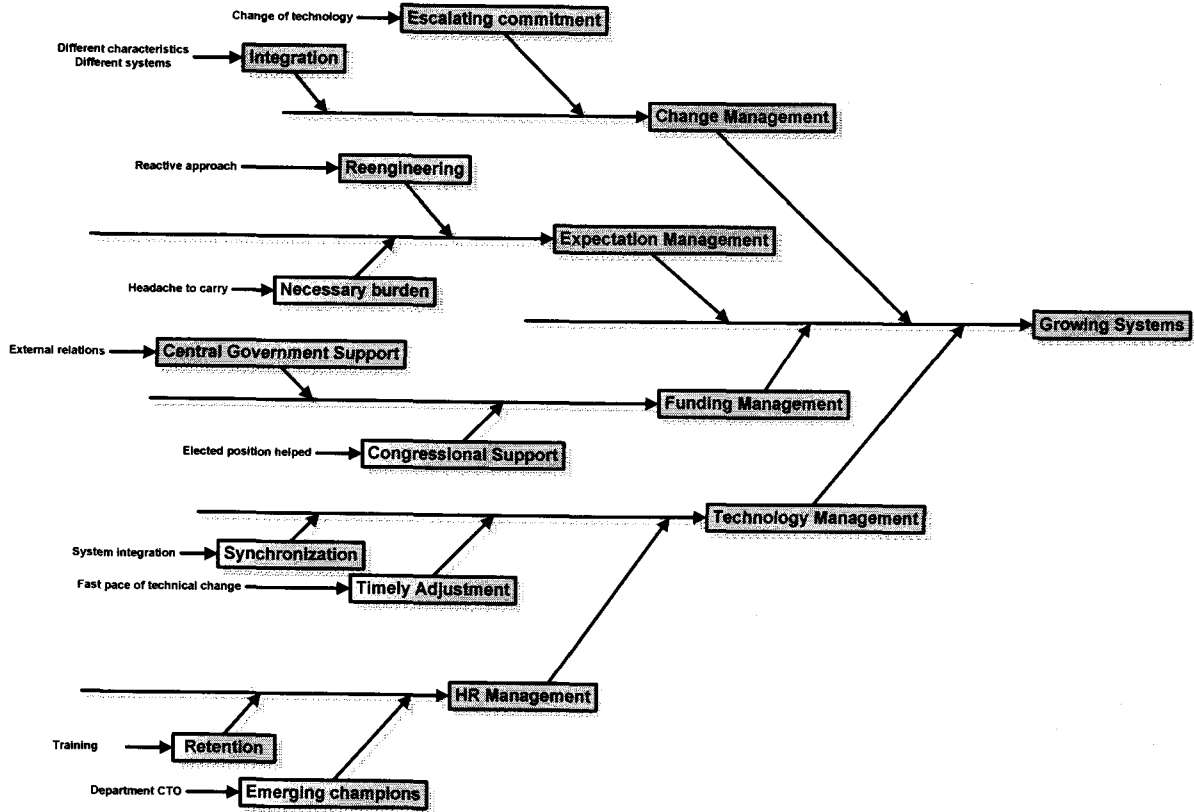 Change of technology
Escalating commitment
Different characteristics
Different systems
Integration
Change Management
Reactive approach
Reengineering
Expectation Management
Headache to carry
Necessary burden
Growing Systems
External relations
Central Government Support
Funding Management
Elected position helped
Congressional Support
Technology Management
System integration
Synchronization
Fast pace of technical change
Timely Adjustment
HR Management
Training
Retention
Department CTO
Emerging champions